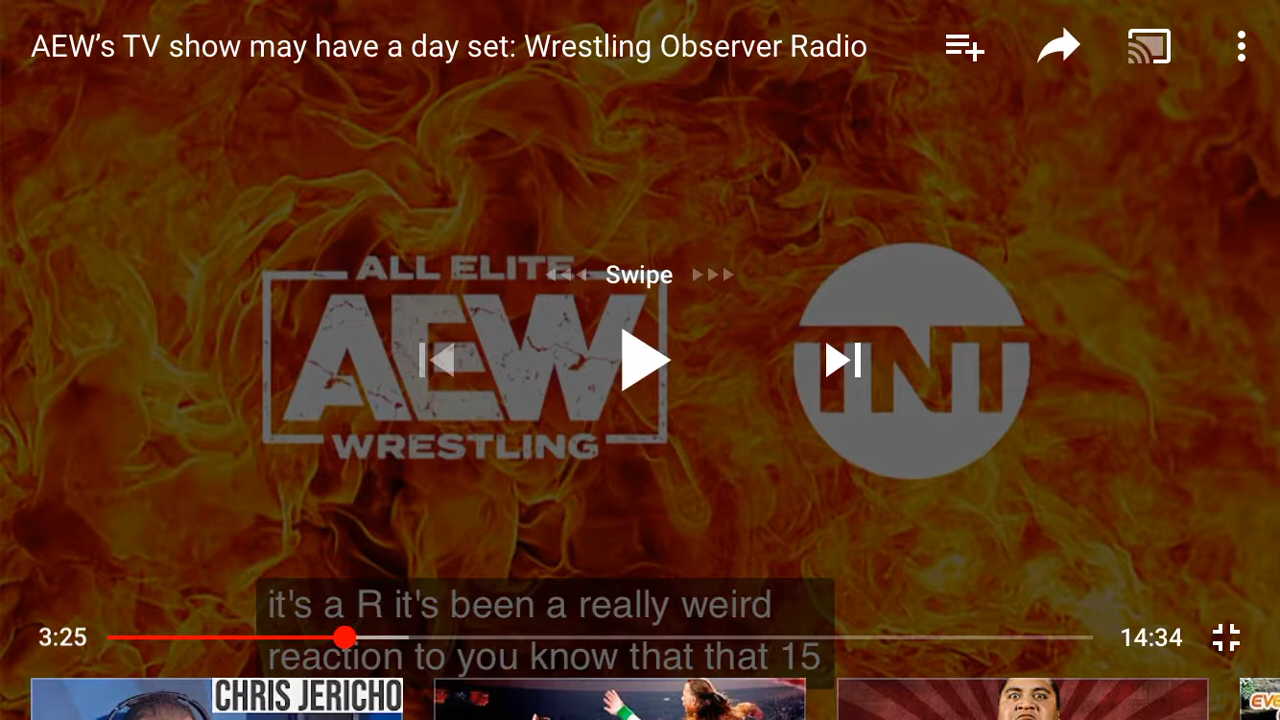 AEW’s TV show may have a day set: Wrestling Observer Radio
ALL ELITE
Swipe
AEW
TNT
WRESTLING
it's a R it's been a really weird
3:25
14:34
reaction to you know that that 15
CHRIS JERICHO